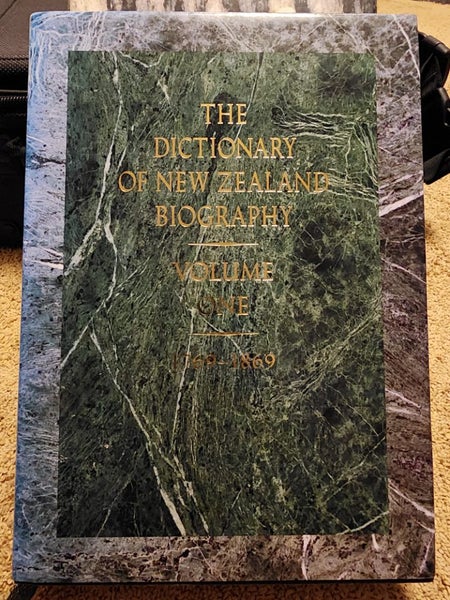 THE
DICTIONARY
OF NEW ZEALAND
BIOGRAPHY
VOLUME
ONE
1769–1869